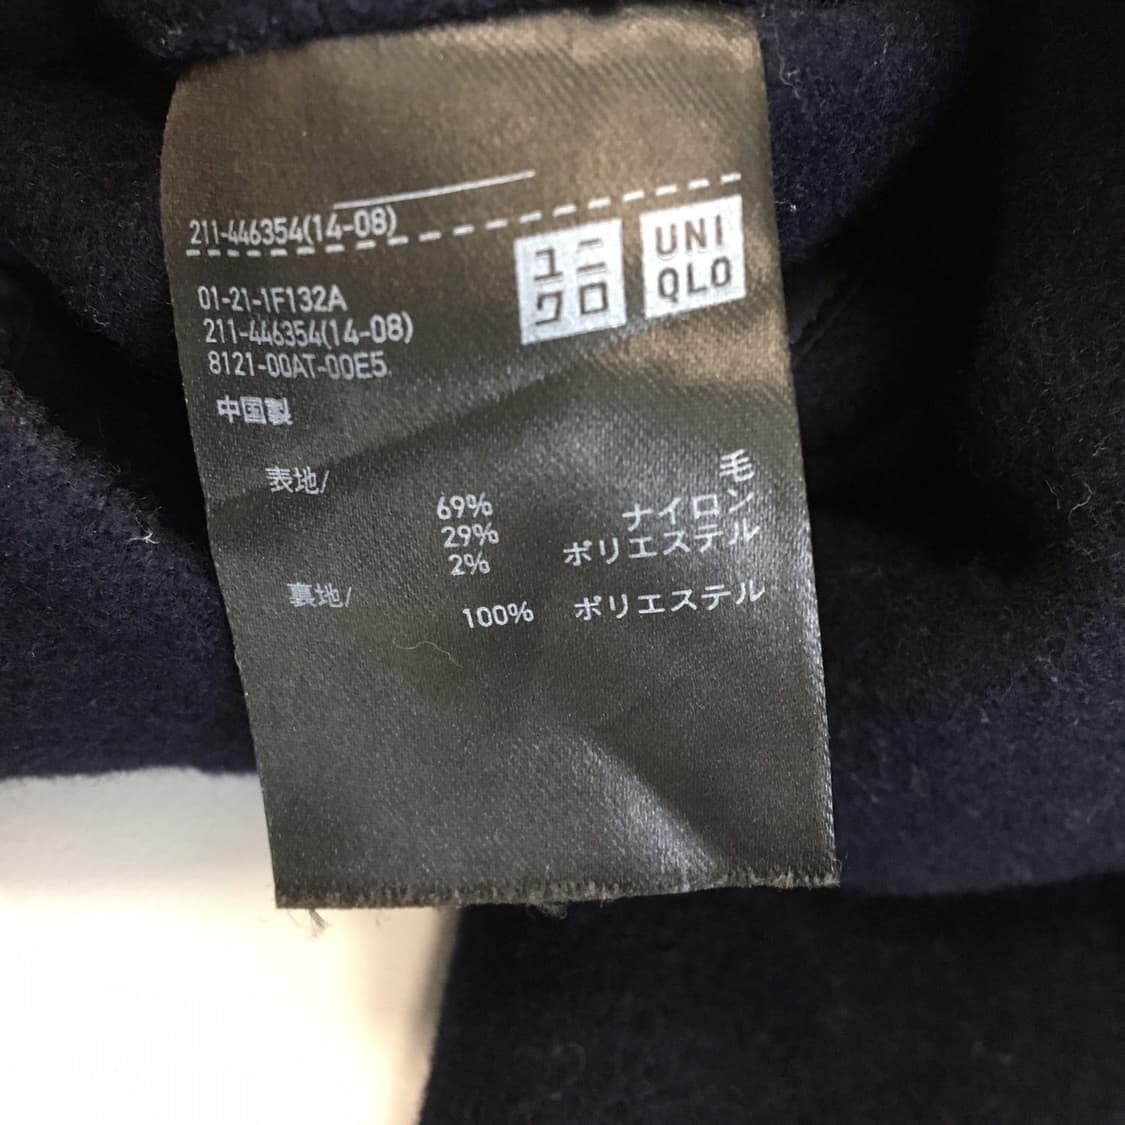 211-446354(14-08)
ユニ
クロ
UNI
QLO
01-21-1F132A
211-446354(14-08)
8121-00AT-00E5
中国製
表地/
69% 毛
29% ナイロン
2% ポリエステル
裏地/
100% ポリエステル